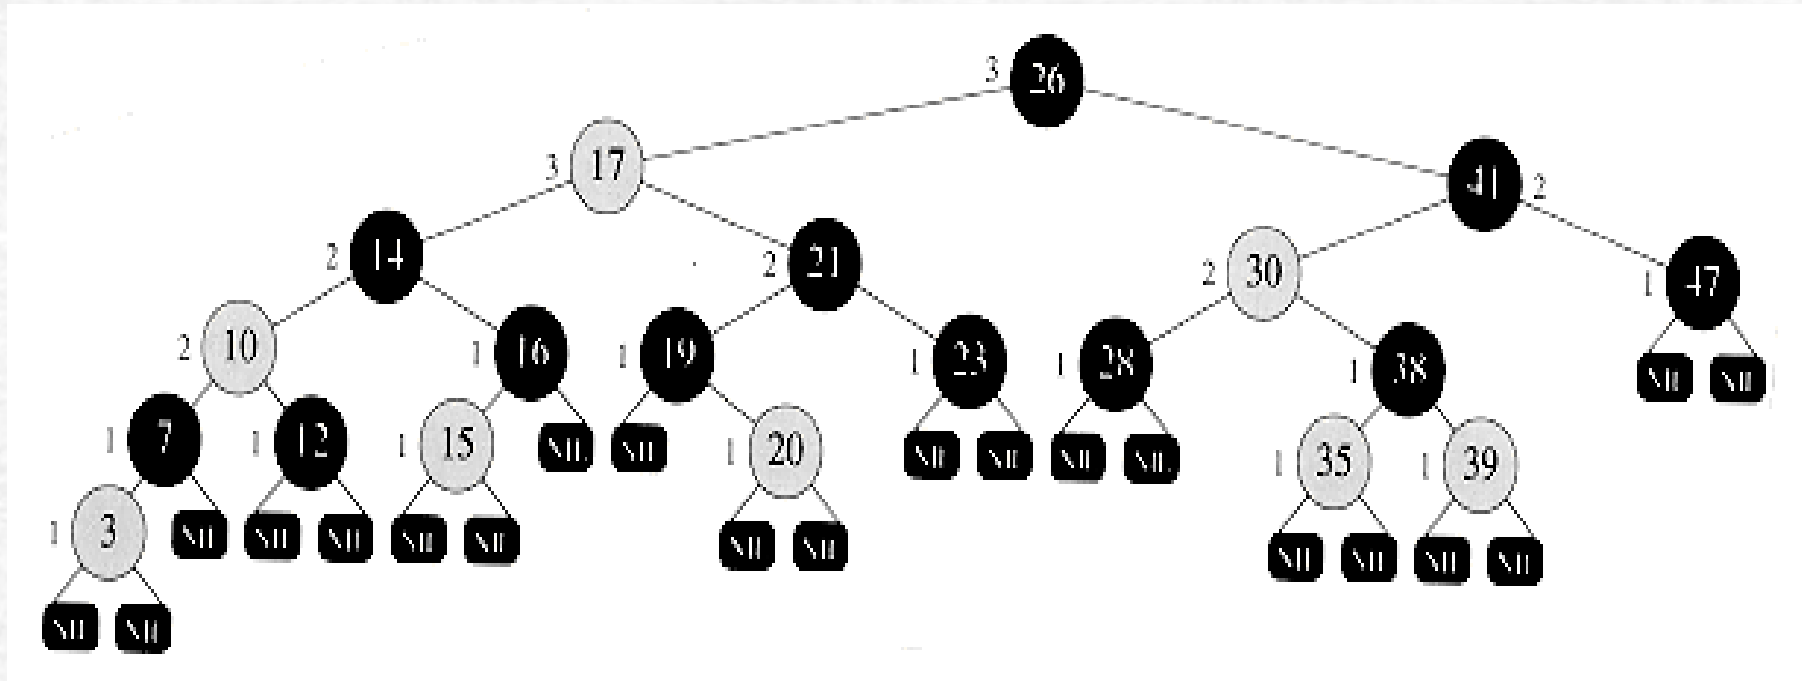 3 26
3 17
41 2
2 14
2 21
2 30
1 47
2 10
1 16
1 19
1 23
1 28
1 38
NIL NIL
1 7
1 12
1 15
NIL NIL
1 20
NIL NIL
NIL NIL
1 35
1 39
1 3
NIL
NIL NIL
NIL NIL
NIL NIL
NIL NIL
NIL NIL
NIL NIL